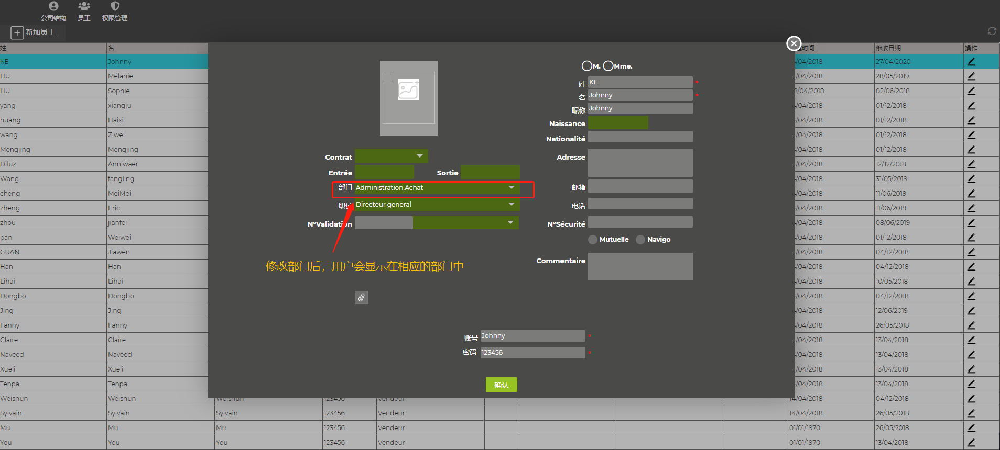 公司结构 员工 权限管理
新加员工
姓 名 时间 修改日期 操作
KE Johnny /04/2018 27/04/2020
HU Mélanie /04/2018 28/05/2019
HU Sophie /04/2018 02/06/2018
yang xiangju /04/2018 01/12/2018
huang Haixi /04/2018 01/12/2018
wang Ziwei /04/2018 01/12/2018
Mengjing Mengjing /04/2018 01/12/2018
Diluz Anniwaer /04/2018 12/12/2018
Wang fangling /04/2018 31/05/2019
cheng MeiMei /04/2018 11/06/2019
zheng Eric /04/2018 11/06/2019
zhou jianfei /04/2018 08/06/2019
pan Weiwei /04/2018 01/12/2018
GUAN Jiawen /04/2018 04/12/2018
Han Han /04/2018 04/12/2018
Lihai Lihai /04/2018 10/05/2018
Dongbo Dongbo /04/2018 04/12/2018
Jing Jing /04/2018 12/06/2019
Fanny Fanny /04/2018 26/05/2018
Claire Claire /04/2018 13/04/2018
Naveed Naveed /04/2018 13/04/2018
Xueli Xueli /04/2018 13/04/2018
Tenpa Tenpa /04/2018 13/04/2018
Weishun Weishun Weishun 123456 Vendeur 14/04/2018 04/12/2018
Sylvain Sylvain Sylvain 123456 Vendeur 14/04/2018 26/05/2018
Mu Mu Mu 123456 Vendeur 01/01/1970 26/05/2018
You You You 123456 Vendeur 01/01/1970 13/04/2018
M. Mme.
姓 KE *
名 Johnny *
昵称 Johnny
Naissance
Nationalité
Contrat
Adresse
Entrée Sortie
部门 Administration,Achat
邮箱
职位 Directeur general
电话
N°Validation
N°Sécurité
Mutuelle Navigo
Commentaire
修改部门后，用户会显示在相应的部门中
账号 Johnny *
密码 123456 *
确认